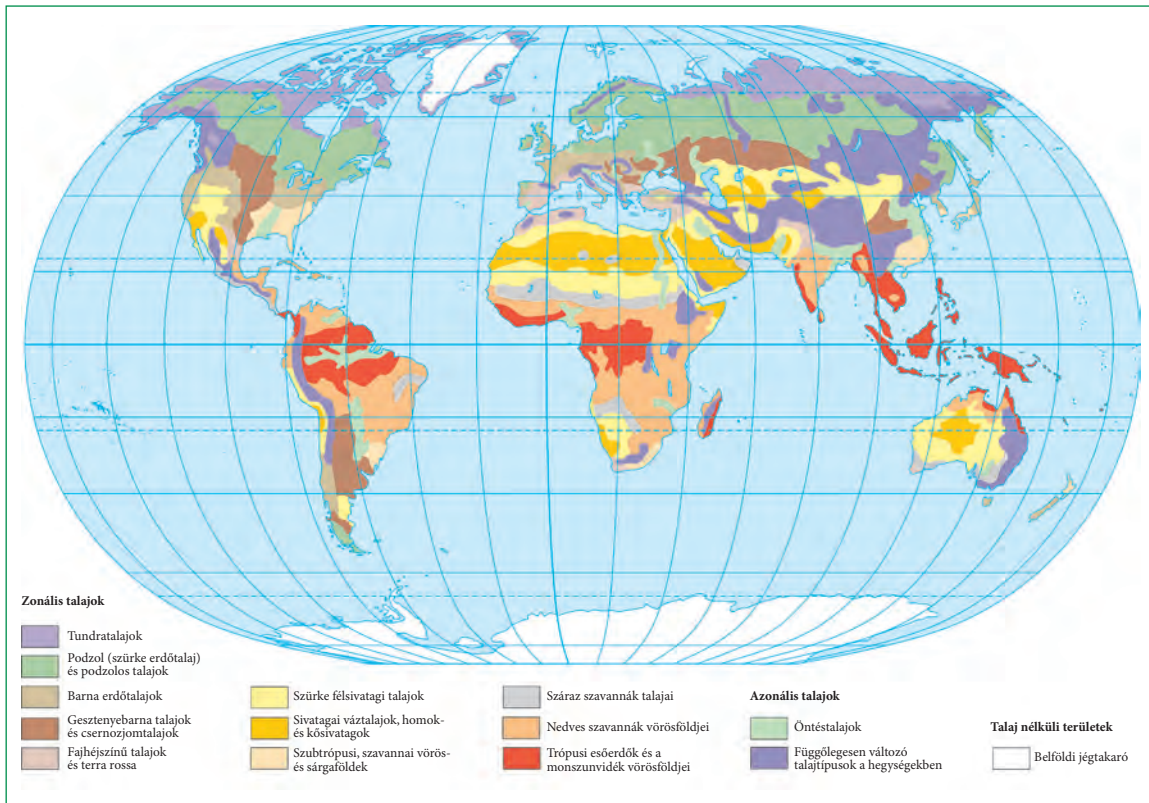 Zonális talajok
Tundratalajok
Podzol (szürke erdőtalaj)
és podzolos talajok
Barna erdőtalajok
Gesztenyebarna talajok
és csernozjomtalajok
Fajhéjszínű talajok
és terra rossa
Szürke félsivatagi talajok
Sivatagai váztalajok, homok-
és kősivatagok
Szubtrópusi, szavannai vörös-
és sárgaföldek
Száraz szavannák talajai
Nedves szavannák vörösföldjei
Trópusi esőerdők és a
monszunvidék vörösföldjei
Azonális talajok
Öntéstalajok
Függőlegesen változó
talajtípusok a hegységekben
Talaj nélküli területek
Belföldi jégtakaró